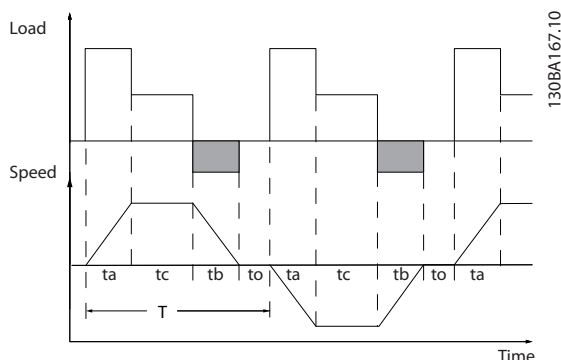 Load
130BA167.10
Speed
ta tc tb to ta tc tb to ta
T
Time